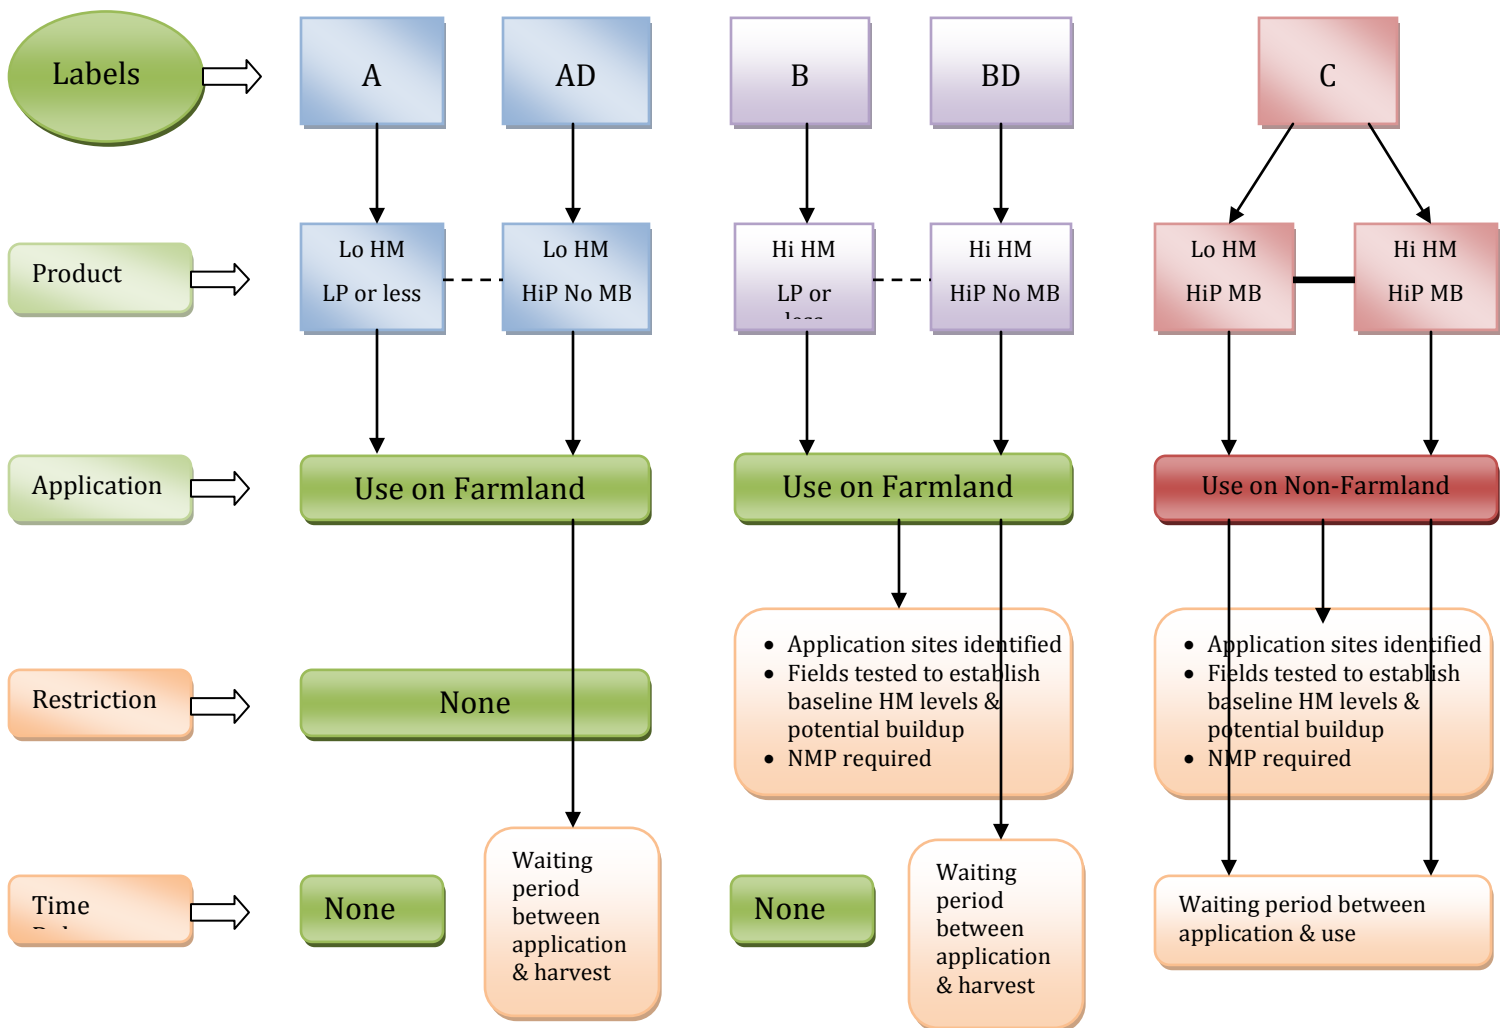 Labels
A
AD
B
BD
C
Product
Lo HM
LP or less
Lo HM
HiP No MB
Hi HM
LP or
Hi HM
HiP No MB
Lo HM
HiP MB
Hi HM
HiP MB
Application
Use on Farmland
Use on Farmland
Use on Non-Farmland
Restriction
None
• Application sites identified
• Fields tested to establish
baseline HM levels &
potential buildup
• NMP required
• Application sites identified
• Fields tested to establish
baseline HM levels &
potential buildup
• NMP required
Time
None
Waiting
period
between
application
& harvest
None
Waiting
period
between
application
& harvest
Waiting period between
application & use